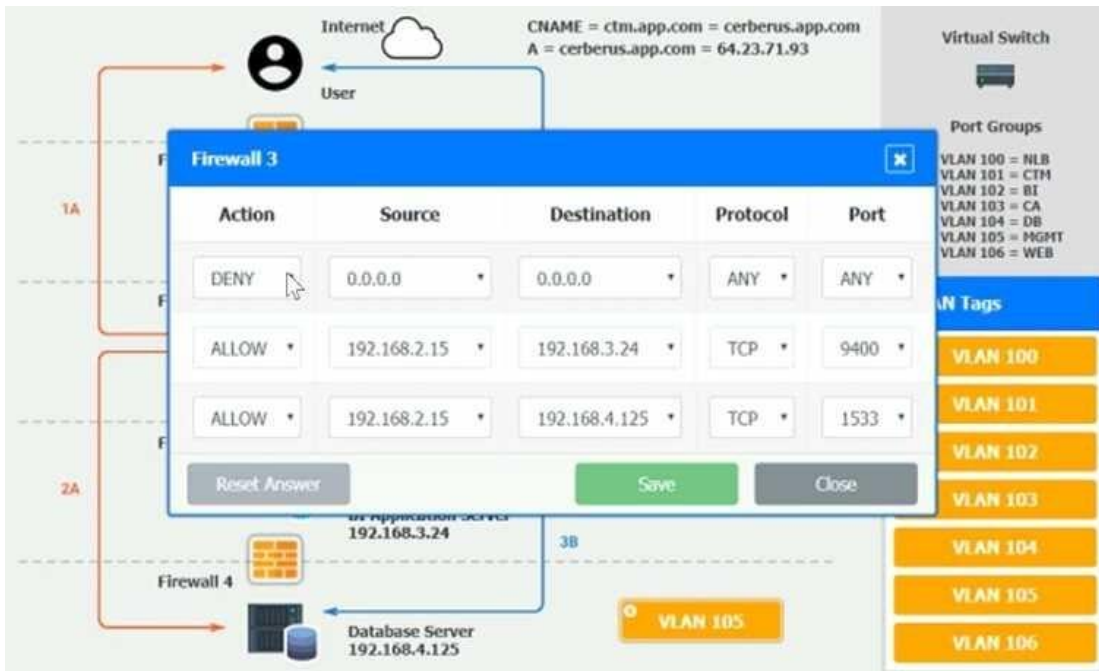 Internet
CNAME = ctm.app.com = cerberus.app.com
A = cerberus.app.com = 64.23.71.93
User
Virtual Switch
Port Groups
VLAN 100 = NLB
VLAN 101 = CTM
VLAN 102 = BI
VLAN 103 = CA
VLAN 104 = DB
VLAN 105 = MGMT
VLAN 106 = WEB
1A
F
Firewall 3
Action Source Destination Protocol Port
DENY 0.0.0.0 0.0.0.0 ANY ANY
F
ALLOW 192.168.2.15 192.168.3.24 TCP 9400
ALLOW 192.168.2.15 192.168.4.125 TCP 1533
F
Reset Answer Save Close
AN Tags
VLAN 100
VLAN 101
VLAN 102
VLAN 103
VLAN 104
VLAN 105
VLAN 106
2A
BI Application Server
192.168.3.24
3B
Firewall 4
Database Server
192.168.4.125
VLAN 105